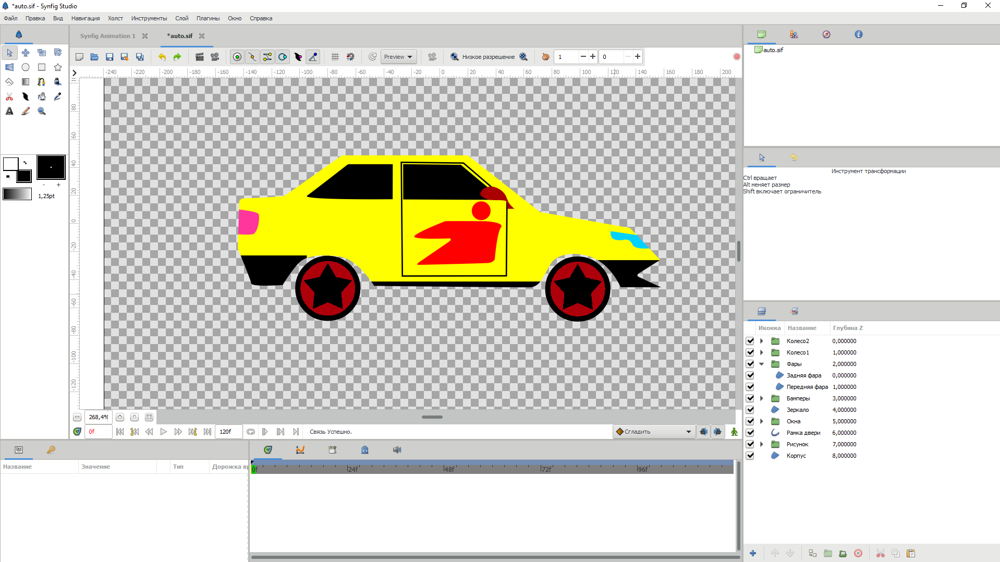 *auto.sif - Synfig Studio
Файл Правка Вид Навигация Холст Инструменты Слой Плагины Окно Справка
Synfig Animation 1 *auto.sif
Preview Низкое разрешение 1 0
-240 -220 -200 -180 -160 -140 -120 -100 -80 -60 -40 -20 0 20 40 60 80 100 120 140 160 180 200
80
60
40
20
0
-20
-40
-60
-80
-100
-120
- +
1,25pt
auto.sif
Инструмент трансформации
Ctrl вращает
Alt меняет размер
Shift включает ограничитель
Иконка Название Глубина Z
Колесо2 0,000000
Колесо1 1,000000
Фары 2,000000
Задняя фара 0,000000
Передняя фара 1,000000
Бамперы 3,000000
Зеркало 4,000000
Окна 5,000000
Рамка двери 6,000000
Рисунок 7,000000
Корпус 8,000000
268,4%
0f 120f Связь Успешно. Сгладить
Название Значение Тип Дорожка в
0f 24f 48f 72f 96f